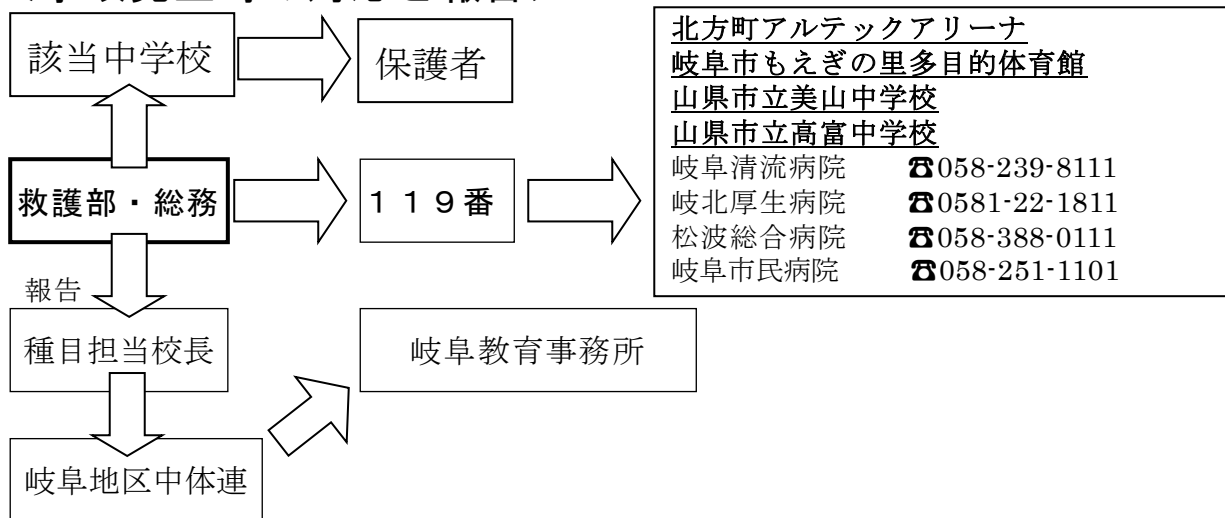 該当中学校
保護者
北方町アルテックアリーナ
岐阜市もえぎの里多目的体育館
山県市立美山中学校
山県市立高富中学校
岐阜清流病院 ☎058-239-8111
岐北厚生病院 ☎0581-22-1811
松波総合病院 ☎058-388-0111
岐阜市民病院 ☎058-251-1101
救護部・総務
119番
報告
種目担当校長
岐阜教育事務所
岐阜地区中体連